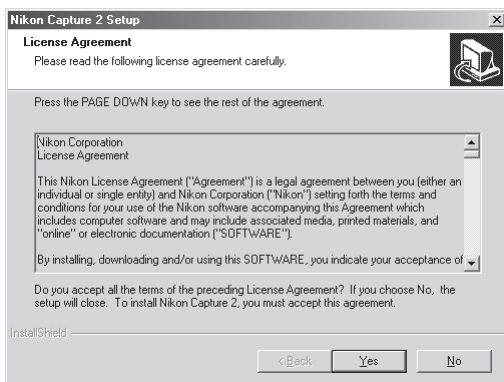 Nikon Capture 2 Setup
License Agreement
Please read the following license agreement carefully.
Press the PAGE DOWN key to see the rest of the agreement.
Nikon Corporation
License Agreement
This Nikon License Agreement ("Agreement") is a legal agreement between you (either an
individual or single entity) and Nikon Corporation ("Nikon") setting forth the terms and
conditions for your use of the Nikon software accompanying this Agreement which
includes computer software and may include associated media, printed materials, and
"online" or electronic documentation ("SOFTWARE").
By installing, downloading and/or using this SOFTWARE, you indicate your acceptance of
Do you accept all the terms of the preceding License Agreement? If you choose No, the
setup will close. To install Nikon Capture 2, you must accept this agreement.
InstallShield
< Back
Yes
No